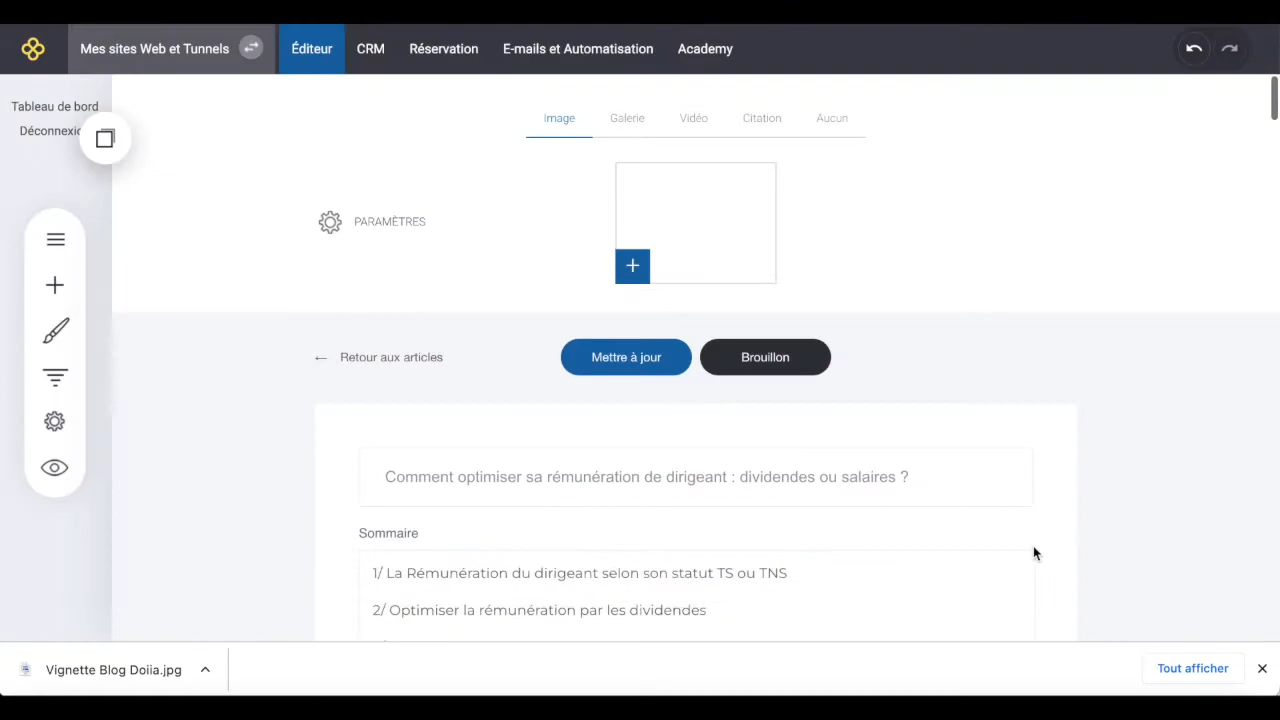 Mes sites Web et Tunnels
Éditeur
CRM
Réservation
E-mails et Automatisation
Academy
Tableau de bord
Déconnexio
Image
Galerie
Vidéo
Citation
Aucun
PARAMÈTRES
← Retour aux articles
Mettre à jour
Brouillon
Comment optimiser sa rémunération de dirigeant : dividendes ou salaires ?
Sommaire
1/ La Rémunération du dirigeant selon son statut TS ou TNS
2/ Optimiser la rémunération par les dividendes
Vignette Blog Doiia.jpg
Tout afficher